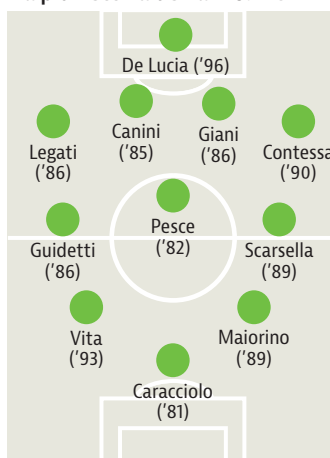 De Lucia ('96)
Canini
('85)
Giani
('86)
Legati
('86)
Contessa
('90)
Pesce
('82)
Guidetti
('86)
Scarsella
('89)
Vita
('93)
Maiorino
('89)
Caracciolo
('81)